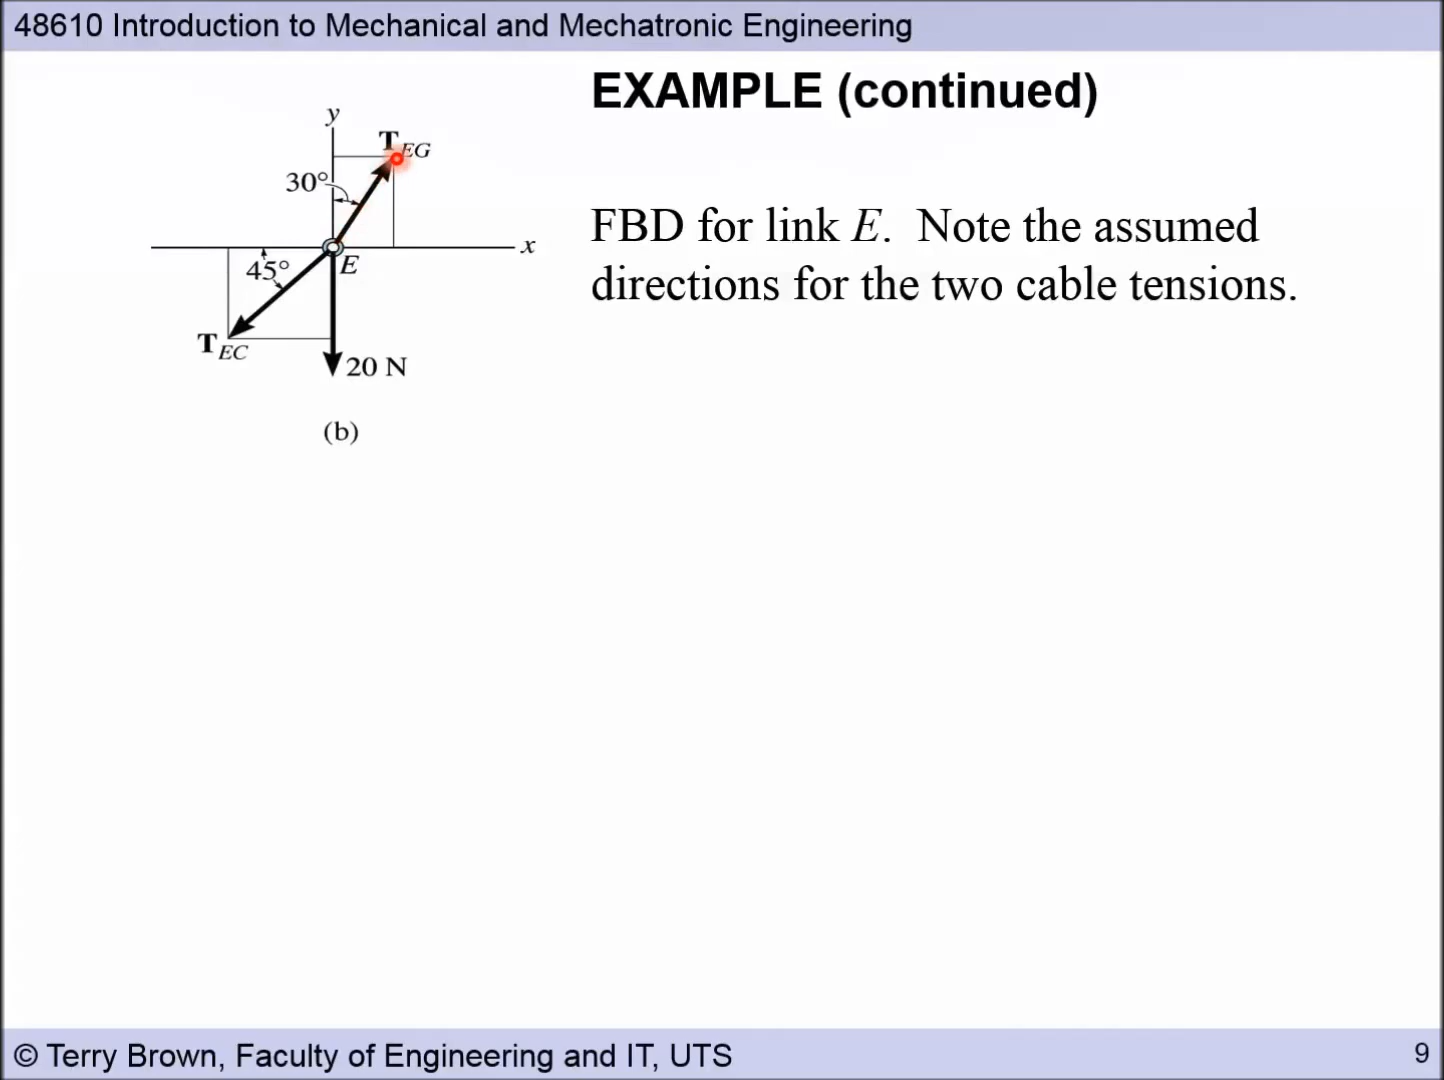 48610 Introduction to Mechanical and Mechatronic Engineering
EXAMPLE (continued)
y
T EG
30°
x
45°
E
T EC
20 N
(b)
FBD for link E. Note the assumed
directions for the two cable tensions.
© Terry Brown, Faculty of Engineering and IT, UTS
9